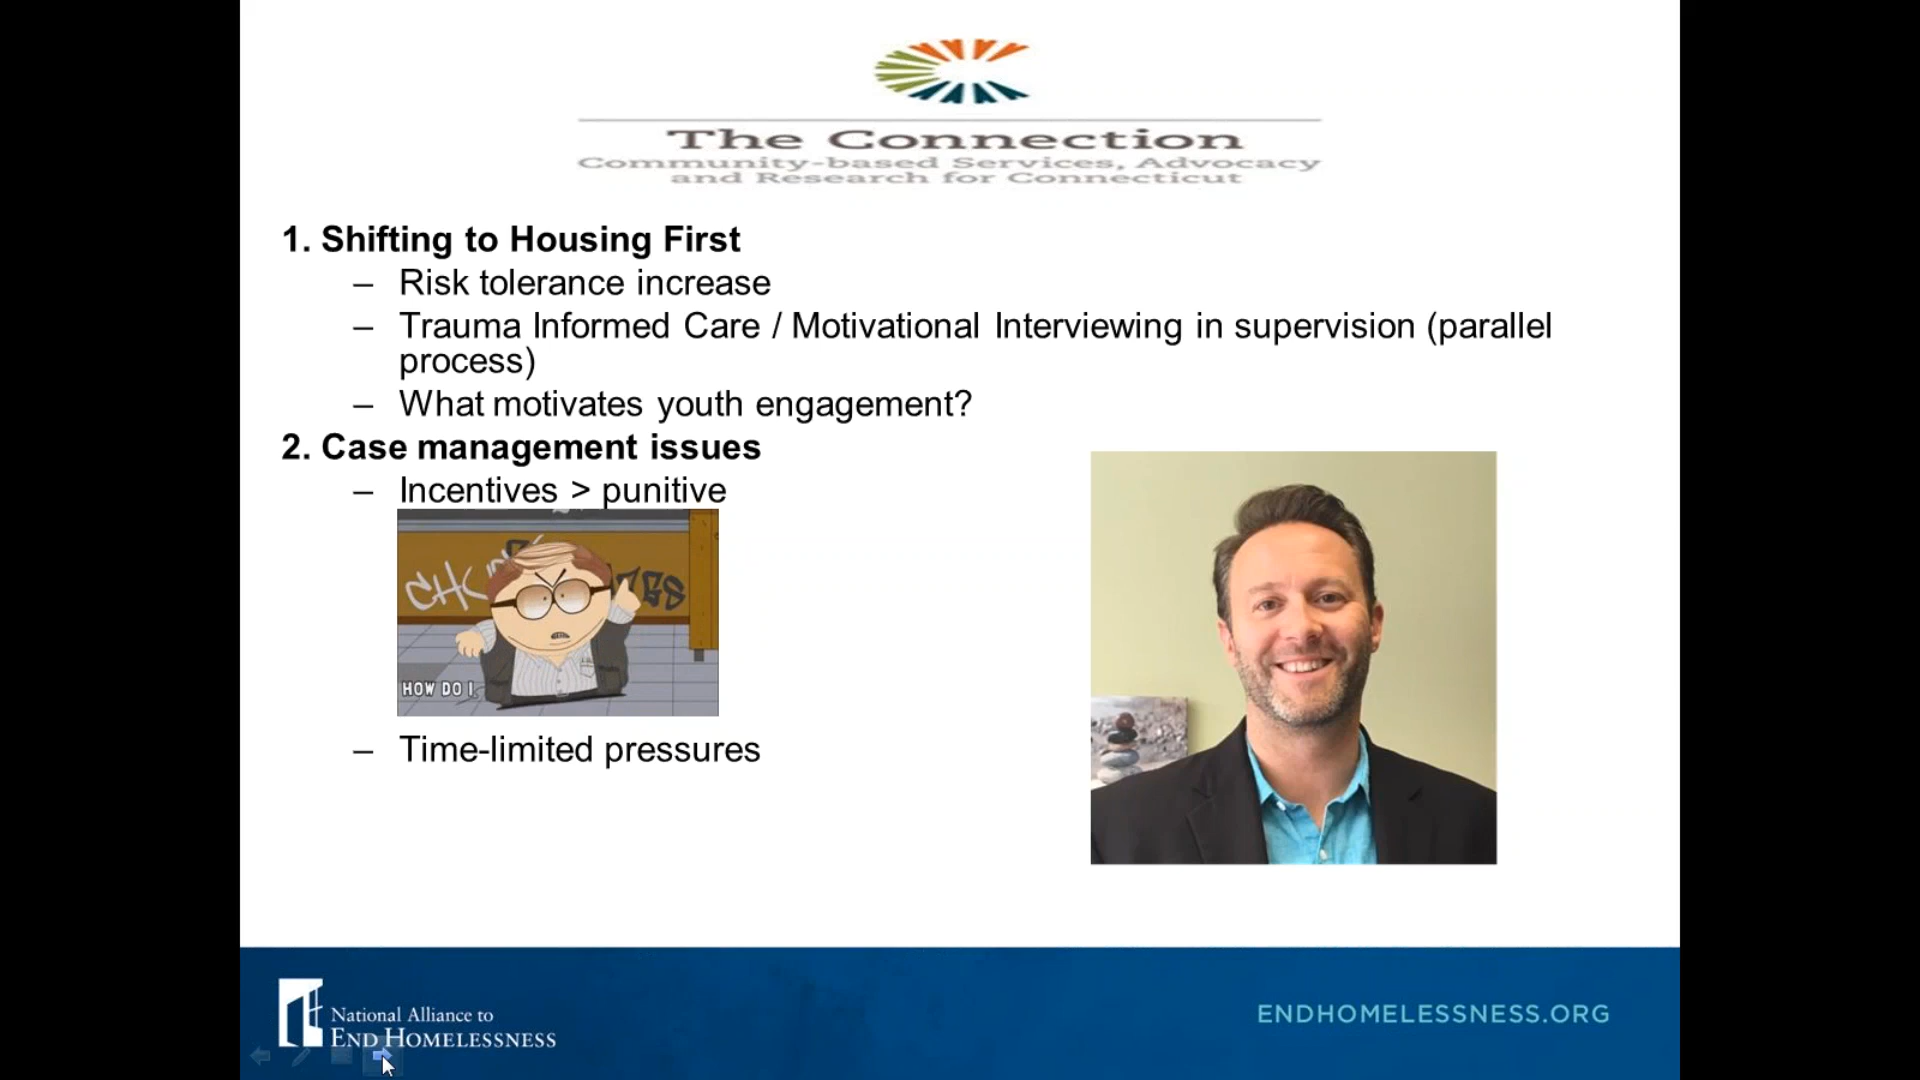 The Connection
Community-based Services, Advocacy
and Research for Connecticut
1. Shifting to Housing First
– Risk tolerance increase
– Trauma Informed Care / Motivational Interviewing in supervision (parallel
process)
– What motivates youth engagement?
2. Case management issues
– Incentives > punitive
HOW DO I
– Time-limited pressures
National Alliance to
END HOMELESSNESS
ENDHOMELESSNESS.ORG